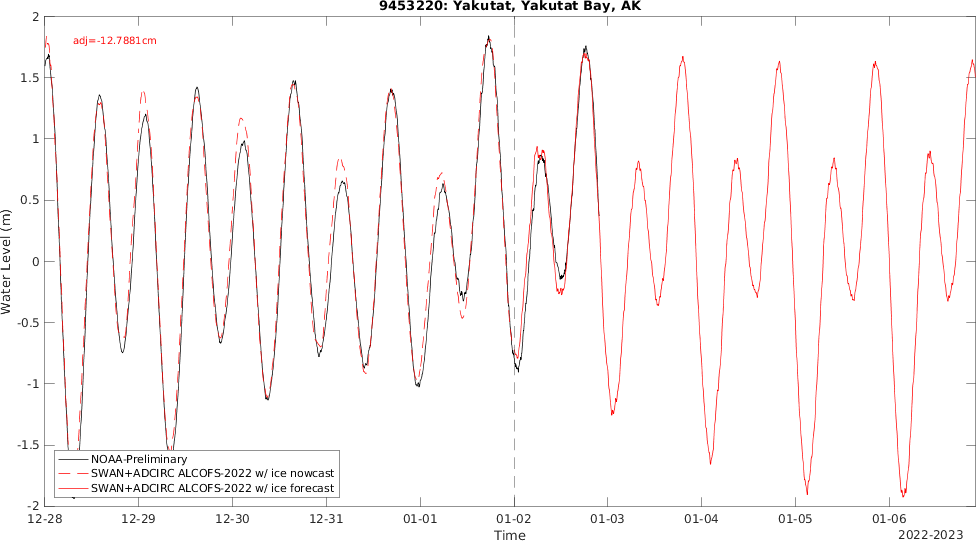 9453220: Yakutat, Yakutat Bay, AK
adj=-12.7881cm
Water Level (m)
2
1.5
1
0.5
0
-0.5
-1
-1.5
-2
NOAA-Preliminary
SWAN+ADCIRC ALCOFS-2022 w/ ice nowcast
SWAN+ADCIRC ALCOFS-2022 w/ ice forecast
12-28 12-29 12-30 12-31 01-01 01-02 01-03 01-04 01-05 01-06
Time
2022-2023